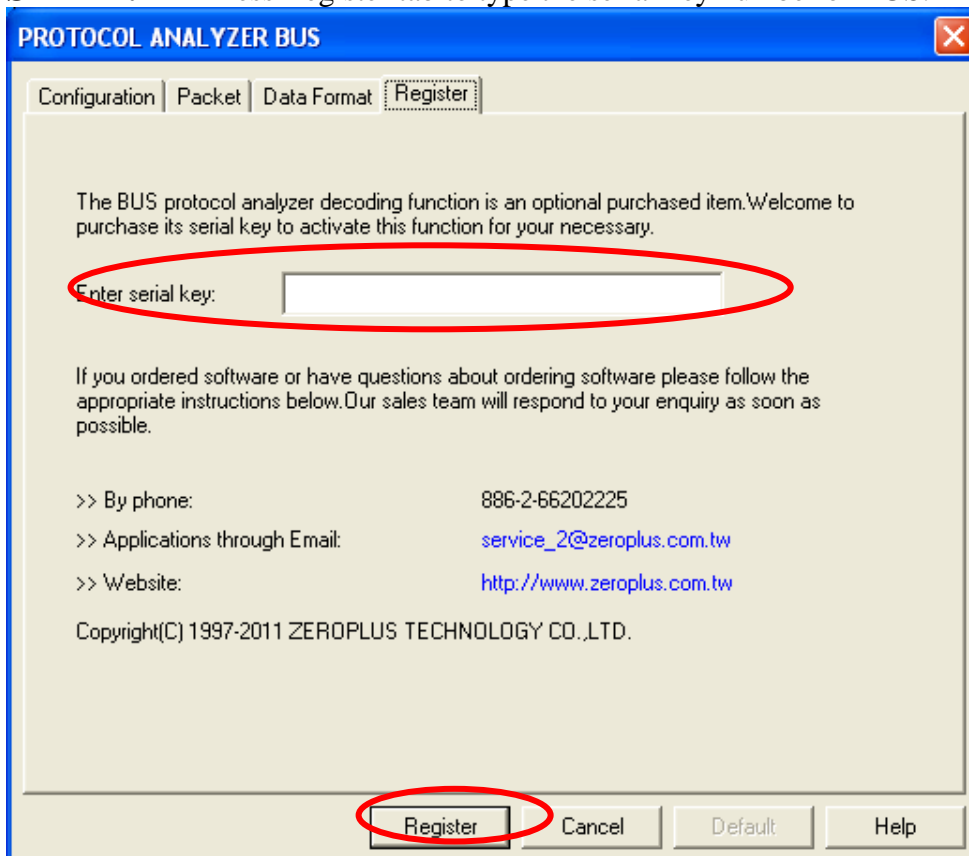 PROTOCOL ANALYZER BUS
Configuration Packet Data Format Register
The BUS protocol analyzer decoding function is an optional purchased item.Welcome to
purchase its serial key to activate this function for your necessary.
Enter serial key:
If you ordered software or have questions about ordering software please follow the
appropriate instructions below.Our sales team will respond to your enquiry as soon as
possible.
>> By phone: 886-2-66202225
>> Applications through Email: service_2@zeroplus.com.tw
>> Website: http://www.zeroplus.com.tw
Copyright(C) 1997-2011 ZEROPLUS TECHNOLOGY CO.,LTD.
Register Cancel Default Help